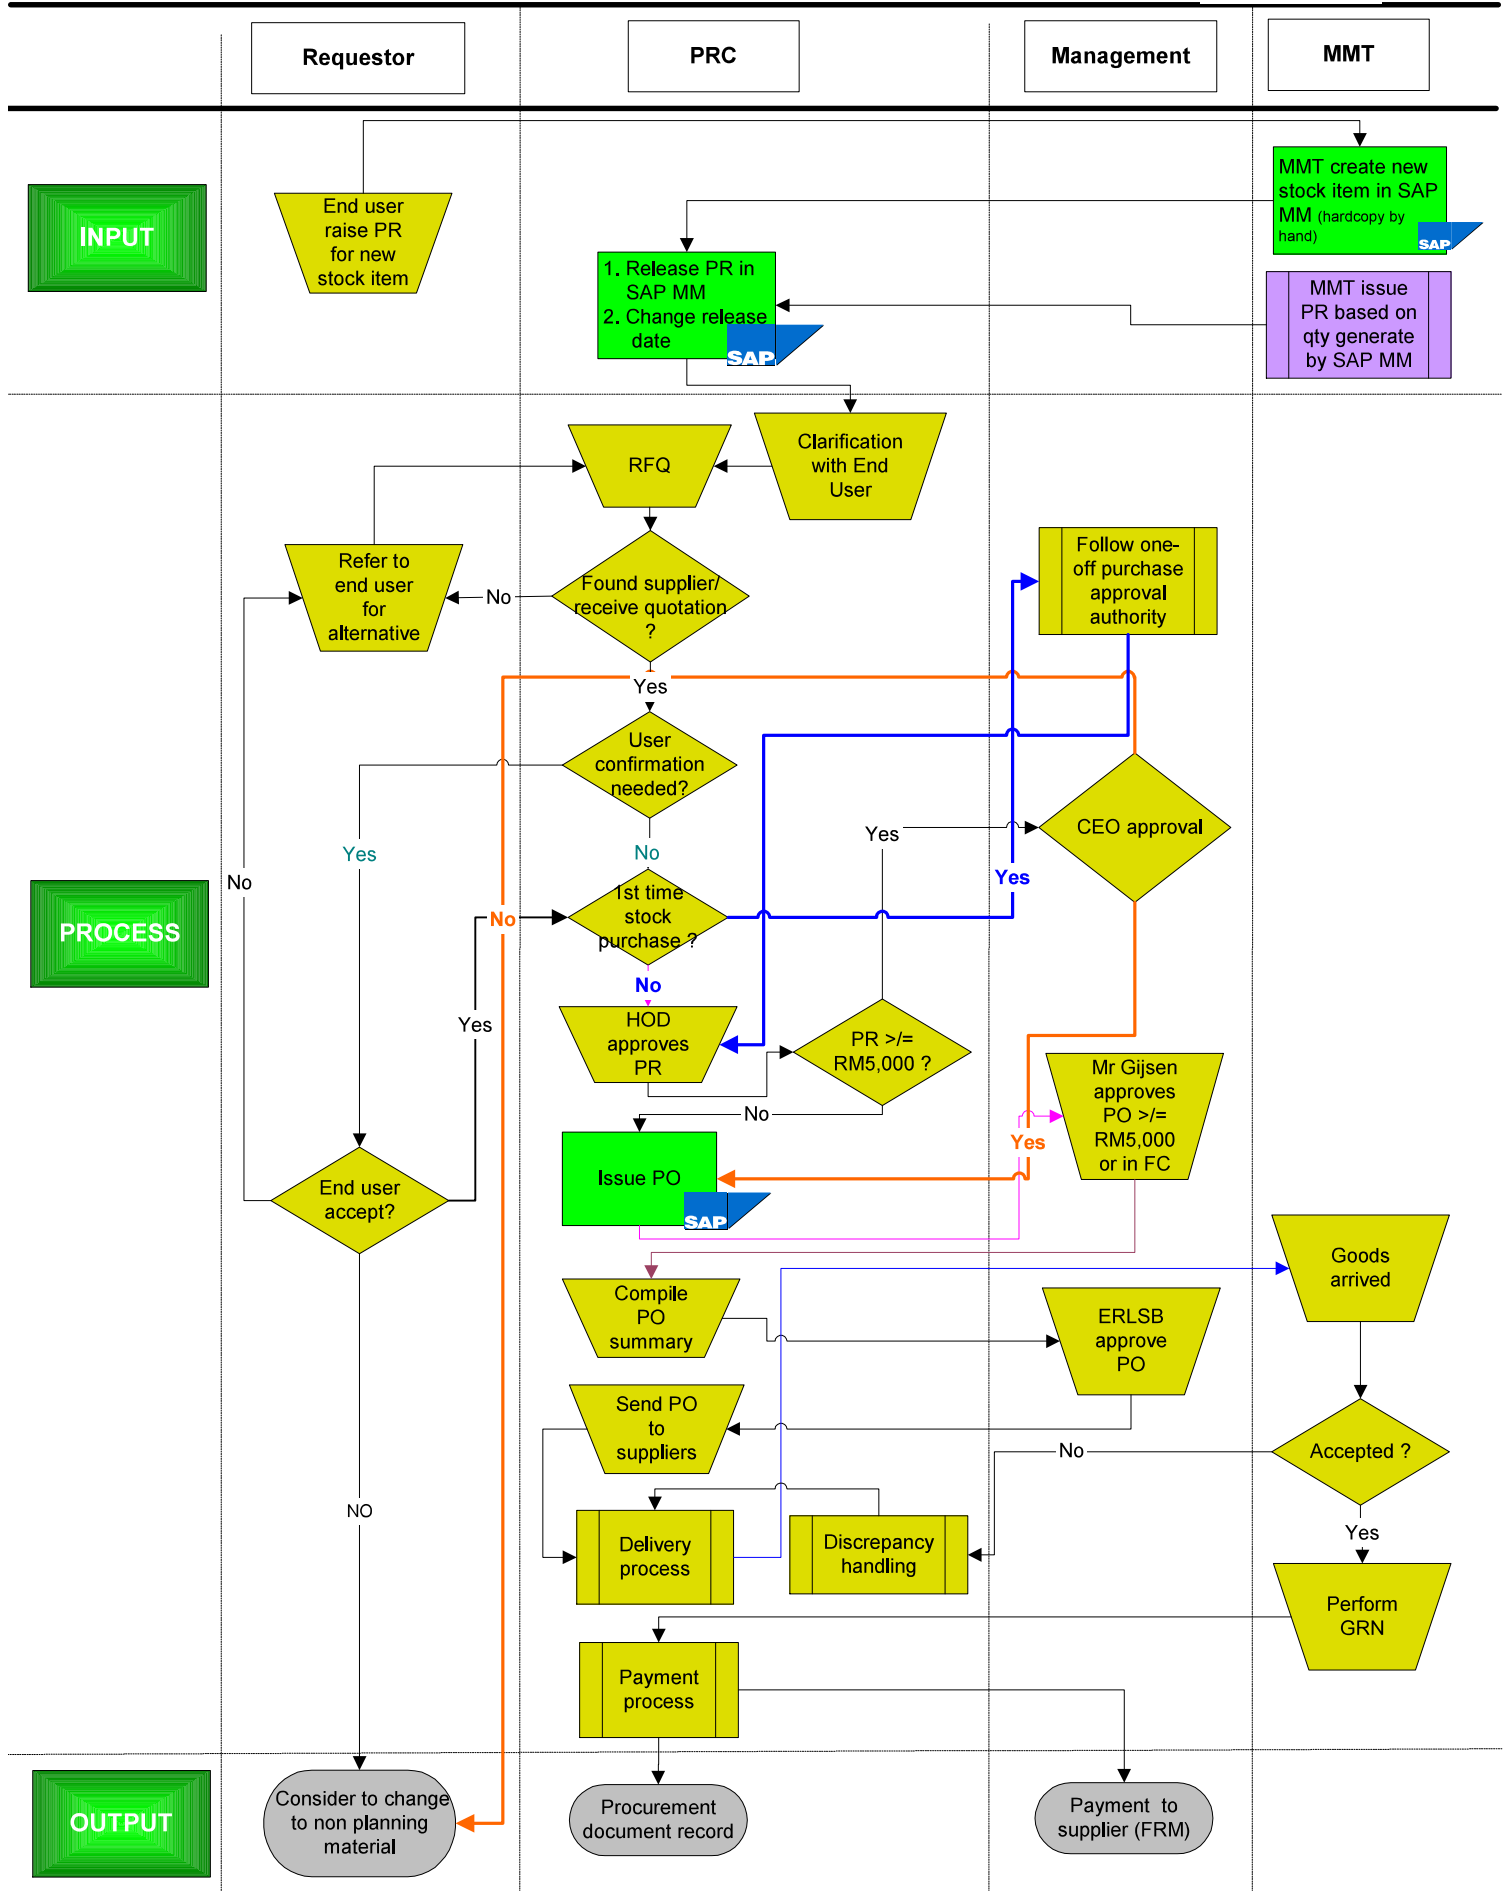 Requestor
PRC
Management
MMT
INPUT
End user
raise PR
for new
stock item
MMT create new
stock item in SAP
MM (hardcopy by
hand)
SAP
1. Release PR in
SAP MM
2. Change release
date
SAP
MMT issue
PR based on
qty generate
by SAP MM
Clarification
with End
User
RFQ
Refer to
end user
for
alternative
No
Found supplier/
receive quotation
?
Follow one-
off purchase
approval
authority
Yes
User
confirmation
needed?
Yes
No
Yes
CEO approval
No
Yes
PROCESS
No
1st time
stock
purchase ?
No
Yes
HOD
approves
PR
PR >/=
RM5,000 ?
Mr Gijsen
approves
PO >/=
RM5,000
or in FC
No
Yes
Issue PO
SAP
End user
accept?
Goods
arrived
Compile
PO
summary
ERLSB
approve
PO
Send PO
to
suppliers
No
Accepted ?
NO
Yes
Delivery
process
Discrepancy
handling
Perform
GRN
Payment
process
OUTPUT
Consider to change
to non planning
material
Procurement
document record
Payment to
supplier (FRM)